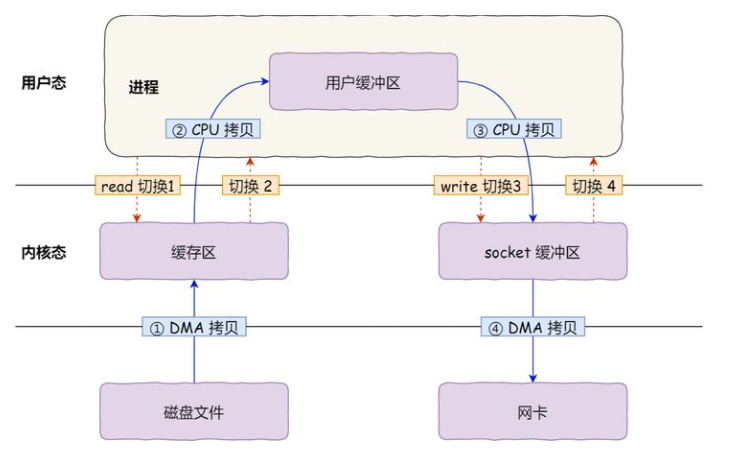 用户态
进程
用户缓冲区
② CPU 拷贝
③ CPU 拷贝
read 切换1
切换 2
write 切换3
切换 4
内核态
缓存区
socket 缓冲区
① DMA 拷贝
④ DMA 拷贝
磁盘文件
网卡